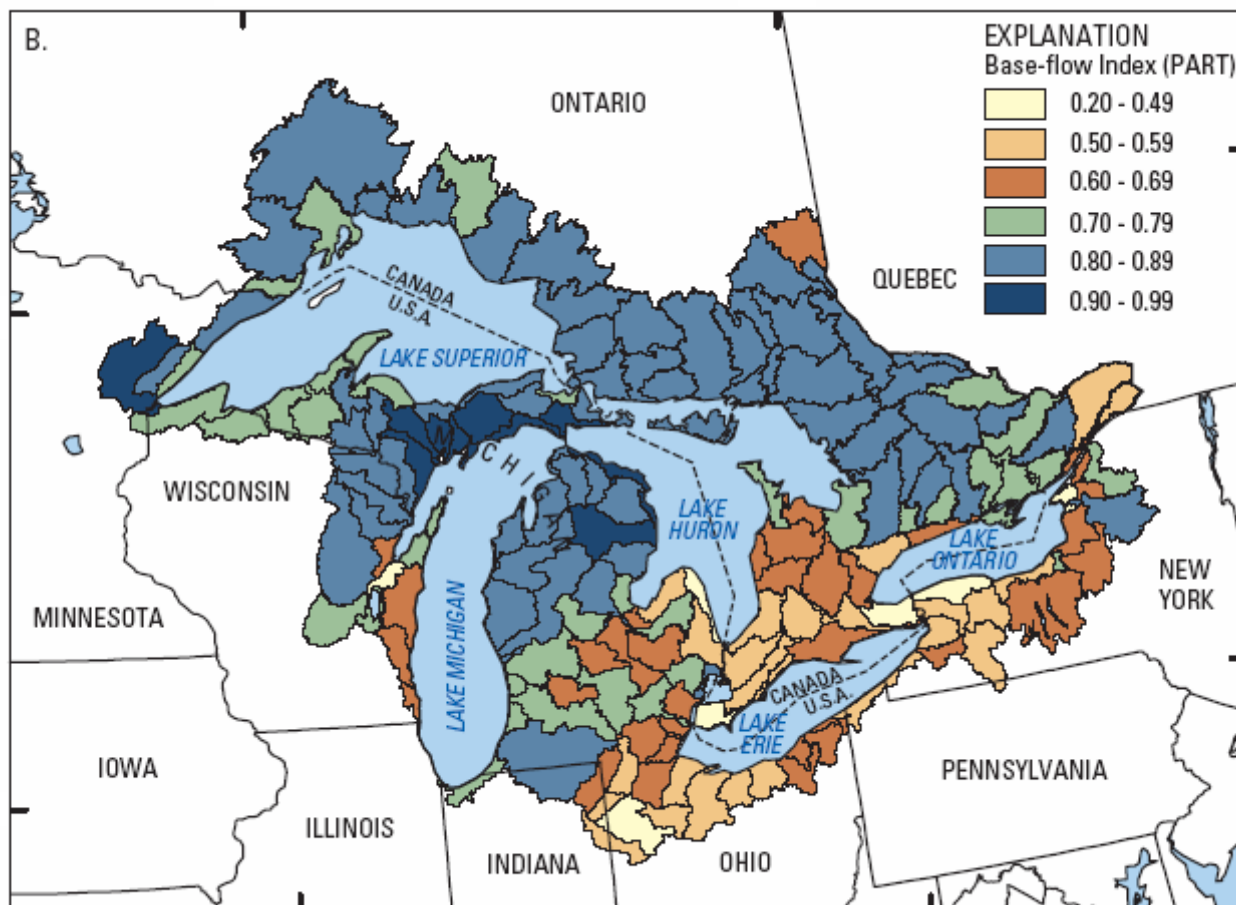 B.
EXPLANATION
Base-flow Index (PART)
0.20 - 0.49
0.50 - 0.59
0.60 - 0.69
0.70 - 0.79
0.80 - 0.89
0.90 - 0.99
ONTARIO
QUEBEC
CANADA
U.S.A.
LAKE SUPERIOR
MICHIG
WISCONSIN
LAKE
HURON
LAKE
ONTARIO
NEW
YORK
MINNESOTA
LAKE MICHIGAN
CANADA
U.S.A.
LAKE
ERIE
IOWA
PENNSYLVANIA
ILLINOIS
INDIANA
OHIO